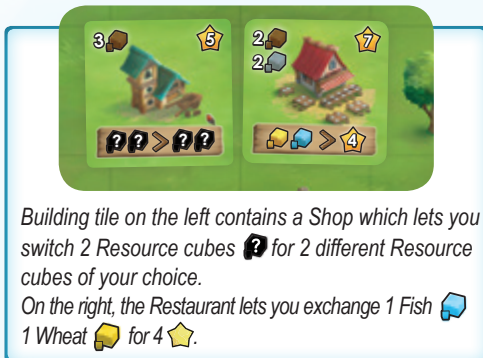 3 5 2 7
2
? ? > ? ? > 4
Building tile on the left contains a Shop which lets you
switch 2 Resource cubes ? for 2 different Resource
cubes of your choice.
On the right, the Restaurant lets you exchange 1 Fish
1 Wheat for 4 .